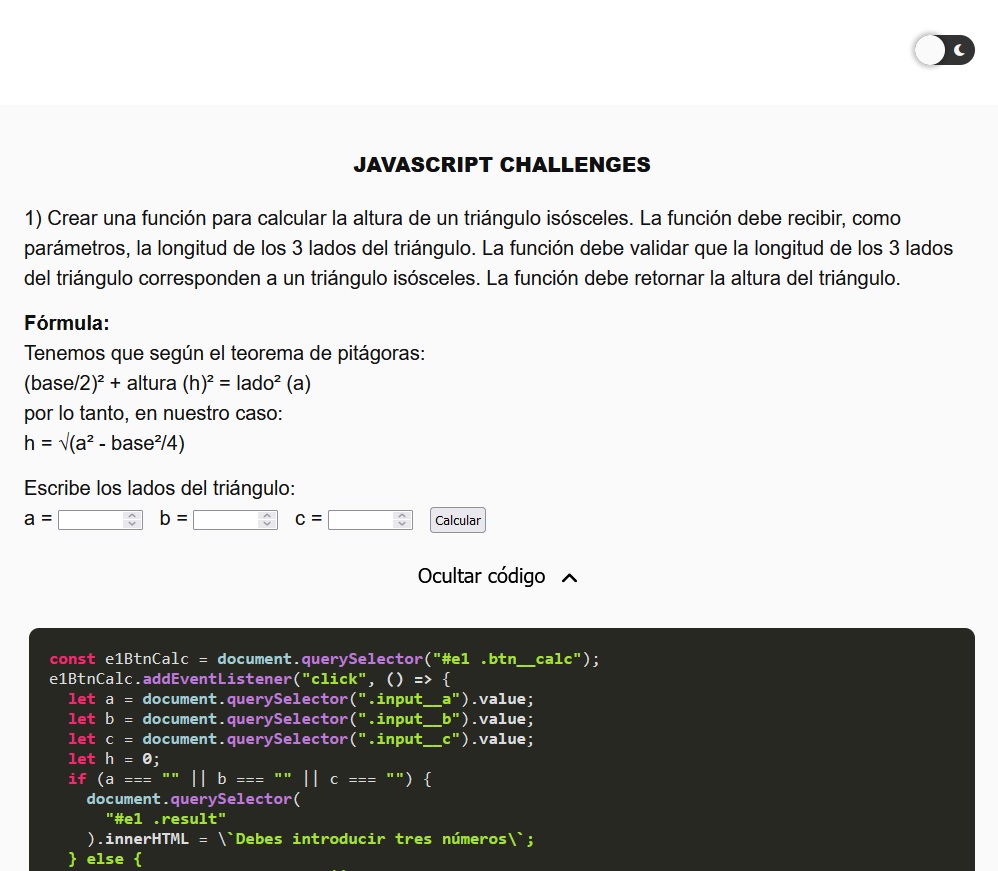 JAVASCRIPT CHALLENGES
1) Crear una función para calcular la altura de un triángulo isósceles. La función debe recibir, como
parámetros, la longitud de los 3 lados del triángulo. La función debe validar que la longitud de los 3 lados
del triángulo corresponden a un triángulo isósceles. La función debe retornar la altura del triángulo.
Fórmula:
Tenemos que según el teorema de pitágoras:
(base/2)² + altura (h)² = lado² (a)
por lo tanto, en nuestro caso:
h = √(a² - base²/4)
Escribe los lados del triángulo:
a = b = c = Calcular
Ocultar código
const e1BtnCalc = document.querySelector("#e1 .btn__calc");
e1BtnCalc.addEventListener("click", () => {
  let a = document.querySelector(".input__a").value;
  let b = document.querySelector(".input__b").value;
  let c = document.querySelector(".input__c").value;
  let h = 0;
  if (a === "" || b === "" || c === "") {
    document.querySelector(
      "#e1 .result"
    ).innerHTML = \`Debes introducir tres números\`;
  } else {